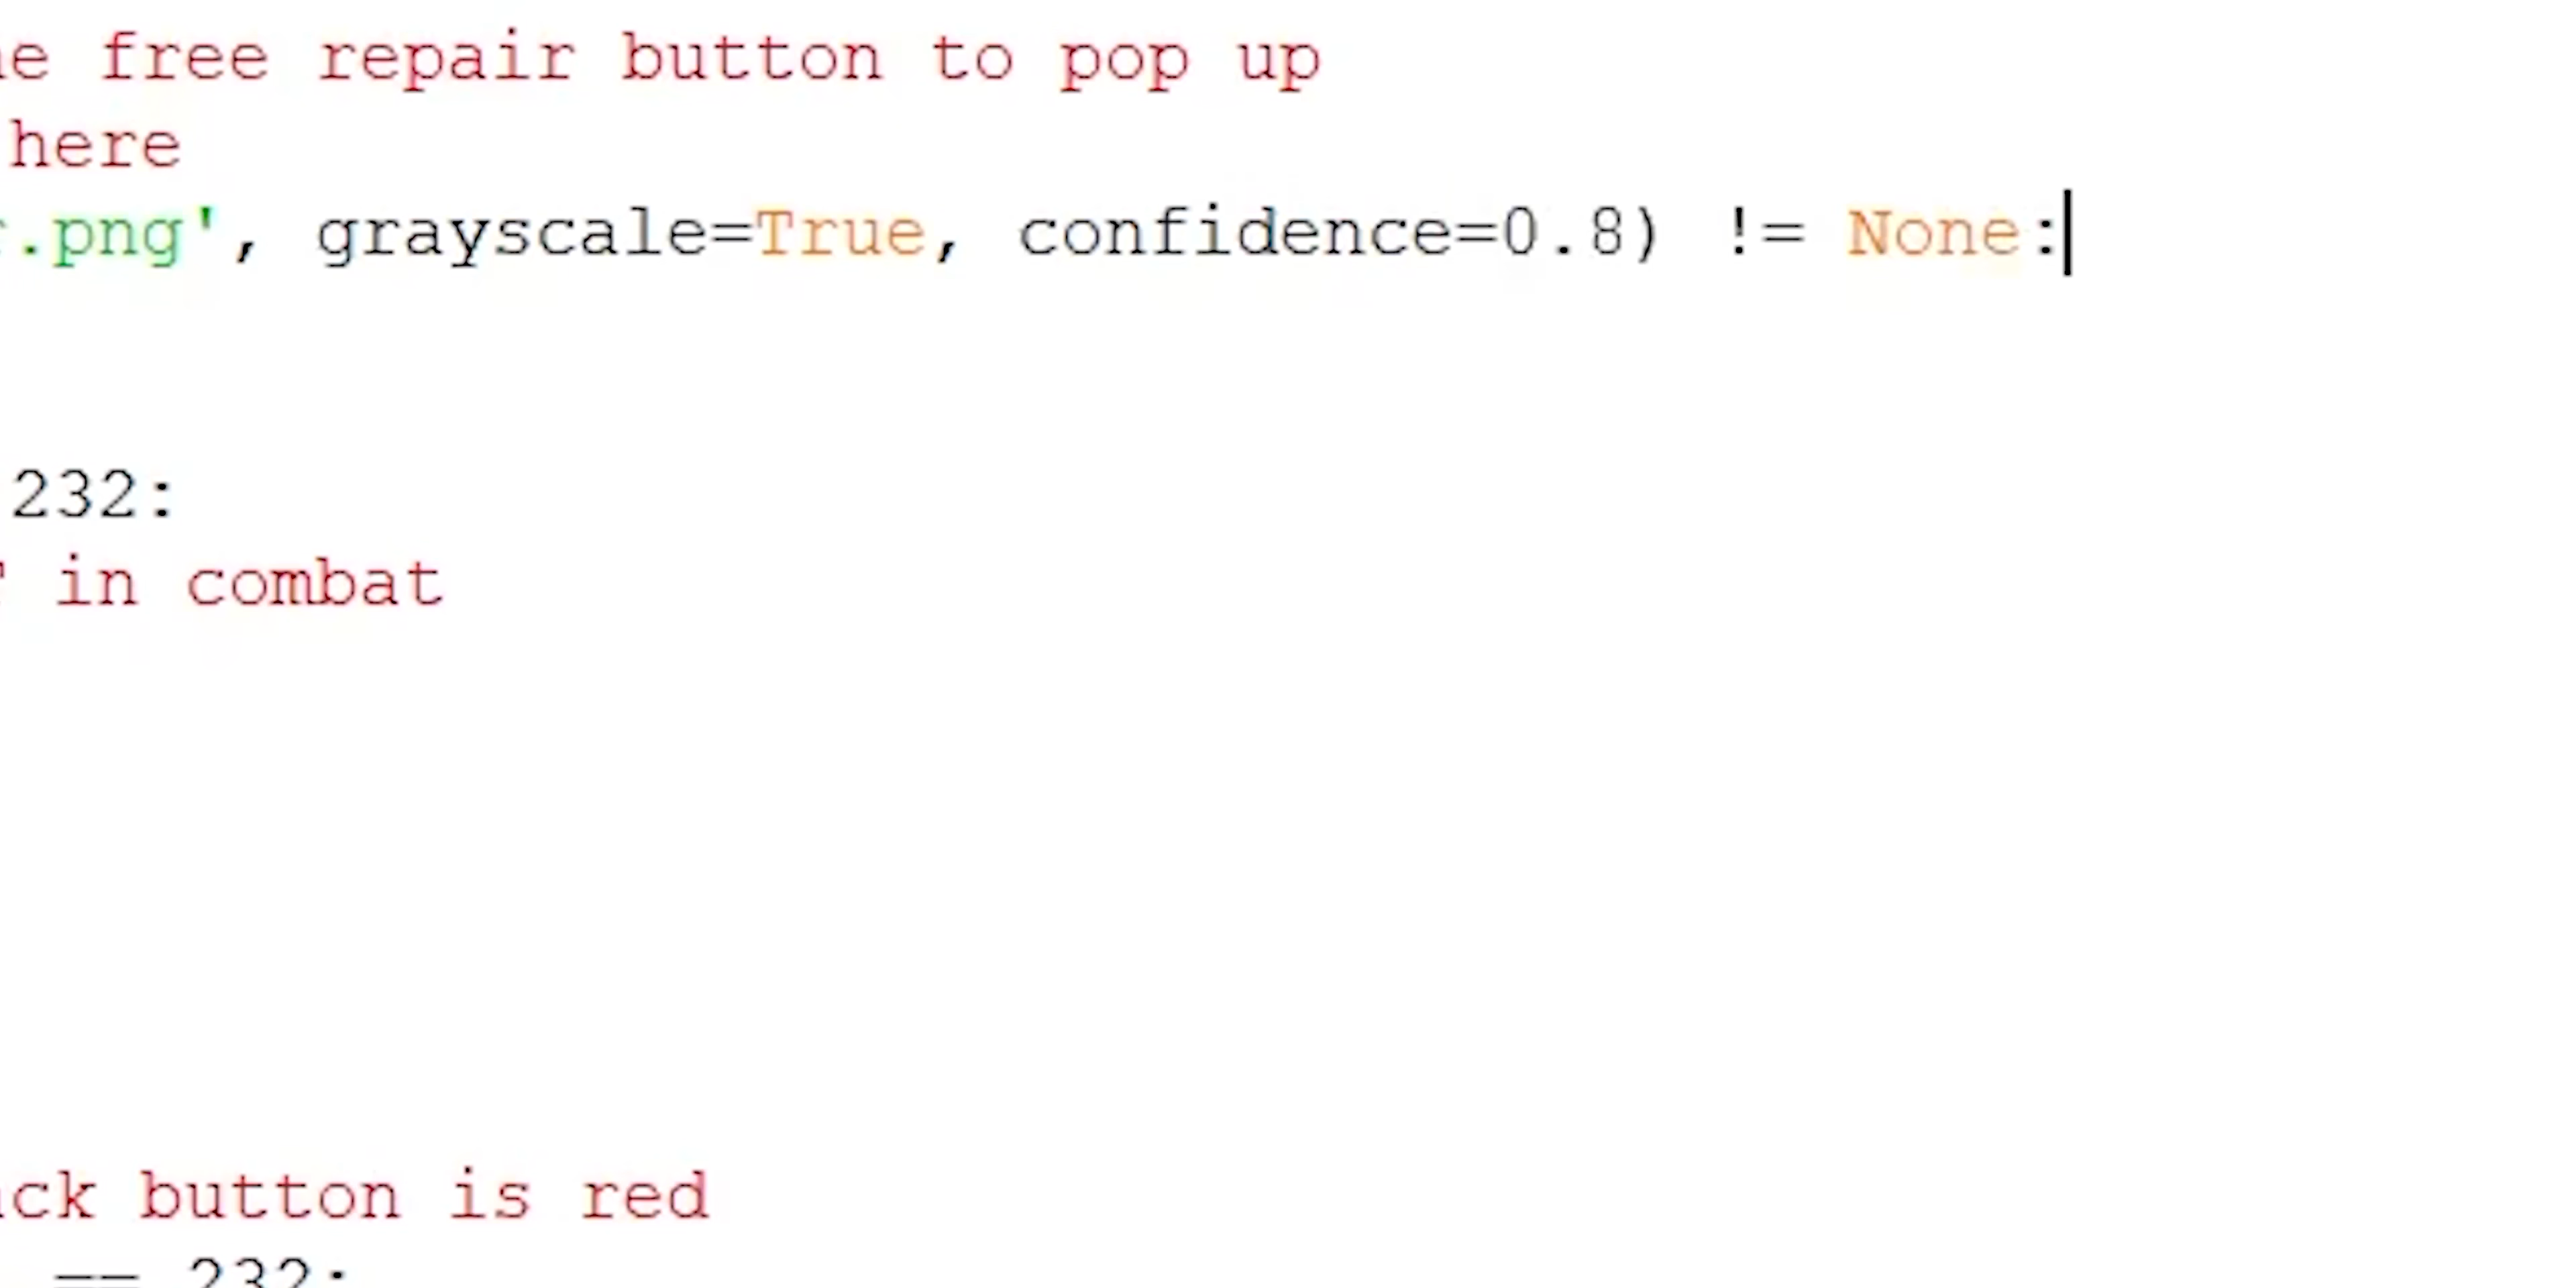 free repair button to pop up
here
.png', grayscale=True, confidence=0.8) != None:
232:
in combat
button is red
== 232: